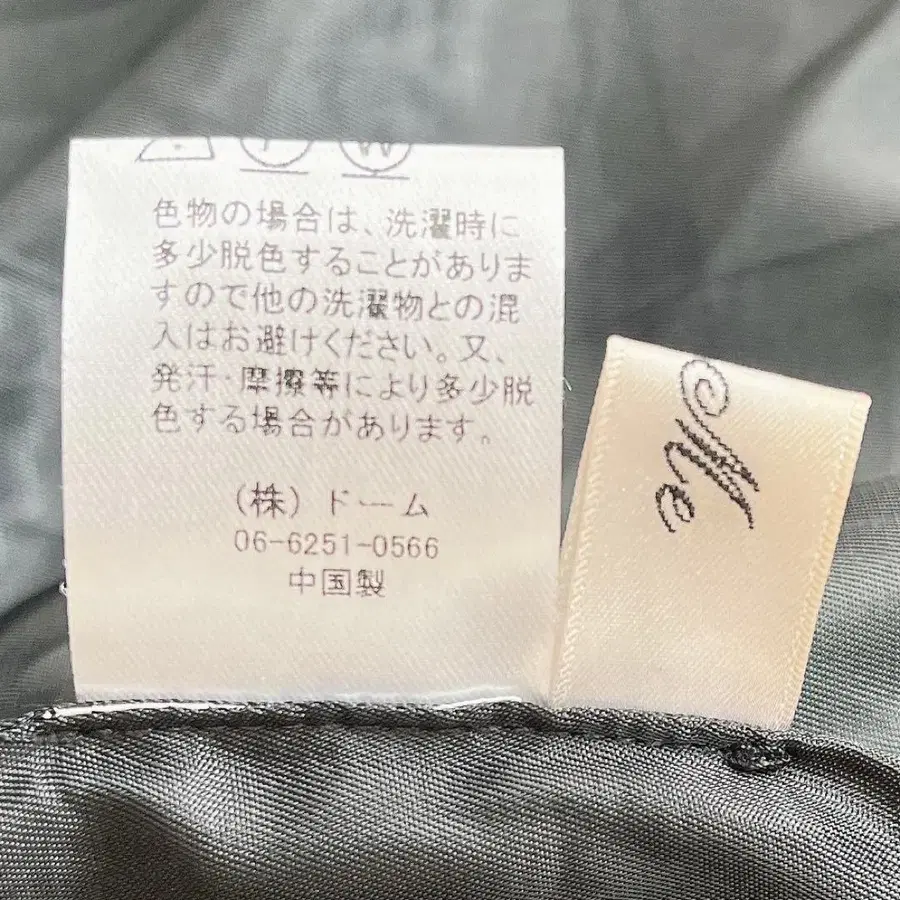 色物の場合は、洗濯時に
多少脱色することがありま
すので他の洗濯物との混
入はお避けください。又、
発汗・摩擦等により多少脱
色する場合があります。
(株)ドーム
06-6251-0566
中国製
Me